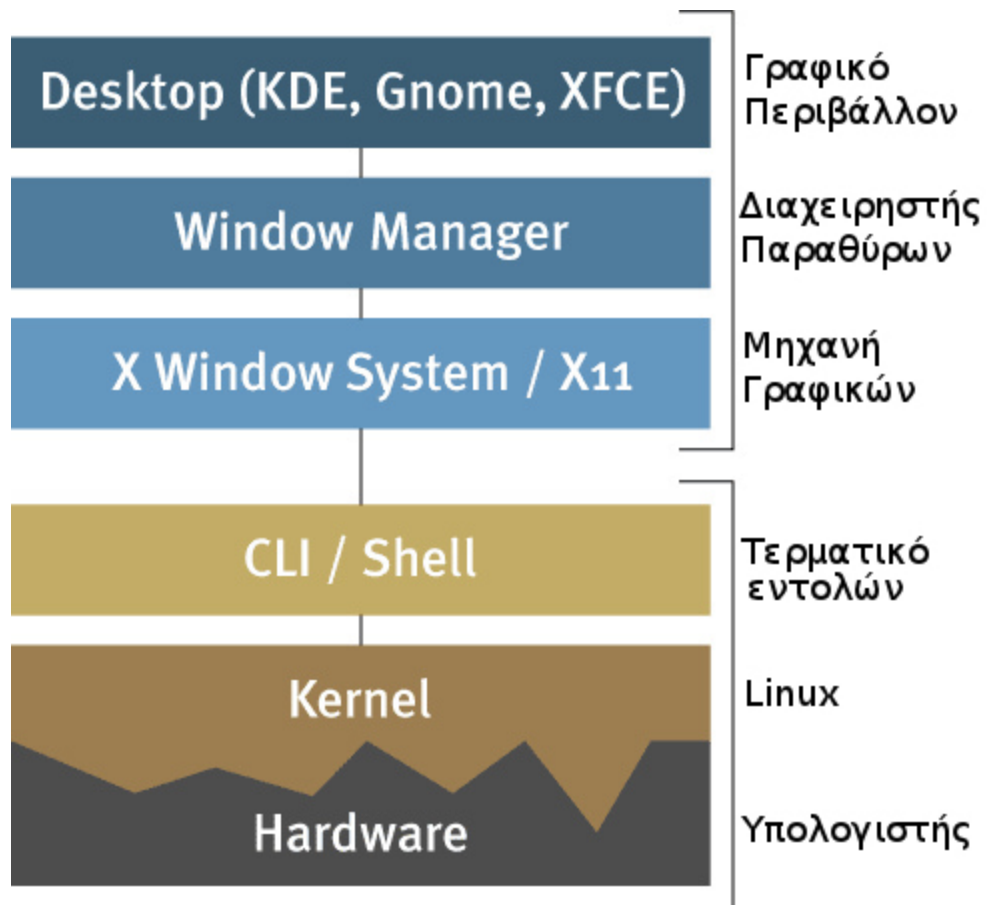 Desktop (KDE, Gnome, XFCE)
Γραφικό
Περιβάλλον
Window Manager
Διαχειρηστής
Παραθύρων
X Window System / X11
Μηχανή
Γραφικών
CLI / Shell
Τερματικό
εντολών
Kernel
Linux
Hardware
Υπολογιστής